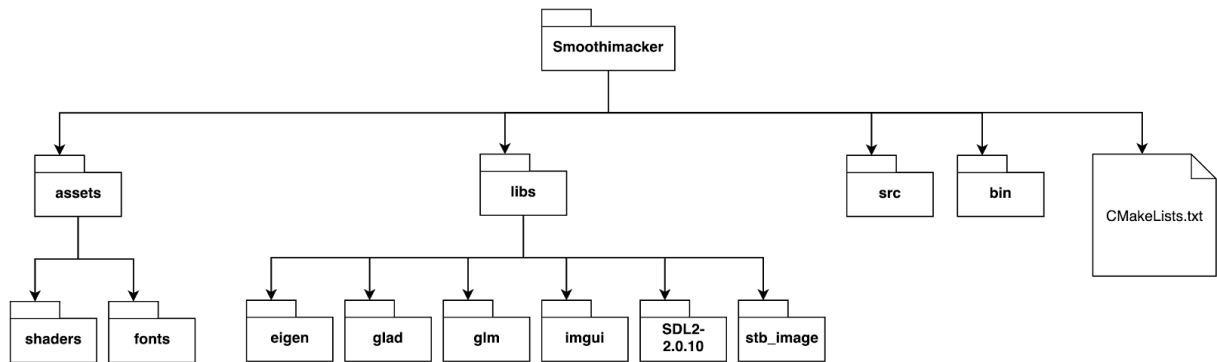 Smoothimacker
assets
libs
src
bin
CMakeLists.txt
shaders
fonts
eigen
glad
glm
imgui
SDL2-
2.0.10
stb_image